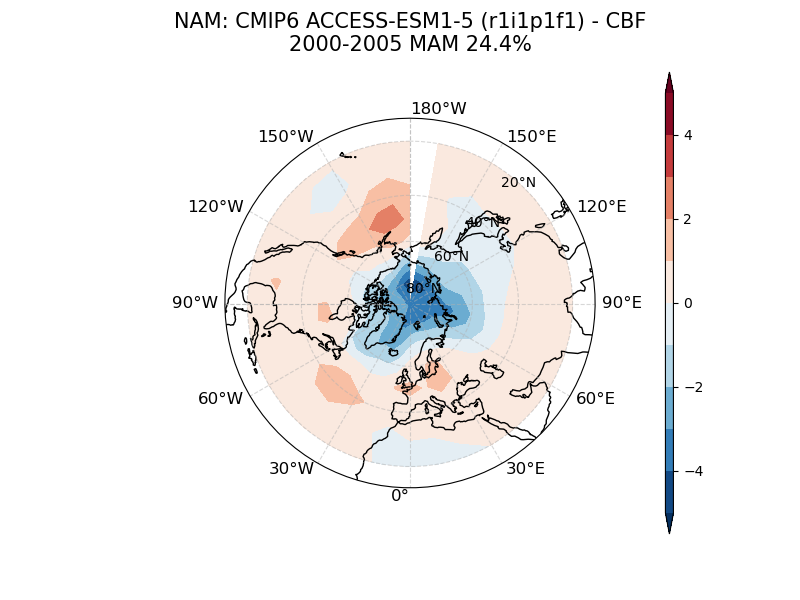 NAM: CMIP6 ACCESS-ESM1-5 (r1i1p1f1) - CBF
2000-2005 MAM 24.4%
180°W
150°W
150°E
20°N
120°W
120°E
40°N
60°N
80°N
90°W
90°E
60°W
60°E
30°W
30°E
0°
4
2
0
−2
−4